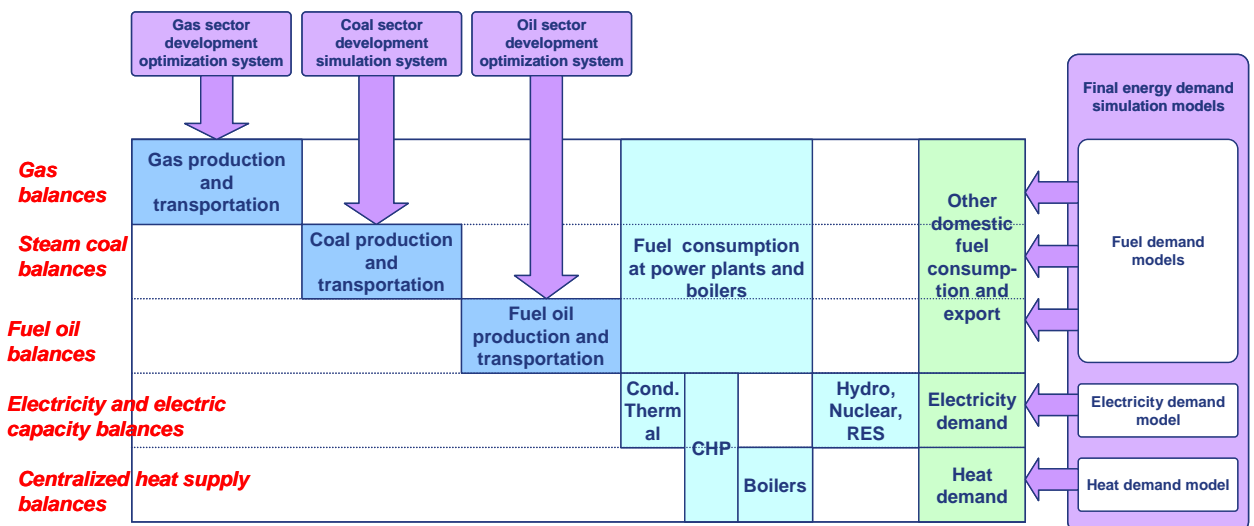 Gas sector
development
optimization system
Coal sector
development
simulation system
Oil sector
development
optimization system
Final energy demand
simulation models
Gas
balances
Gas production
and
transportation
Steam coal
balances
Coal production
and
transportation
Fuel oil
balances
Fuel oil
production and
transportation
Fuel consumption
at power plants and
boilers
Other
domestic
fuel
consump-
tion and
export
Fuel demand
models
Electricity and electric
capacity balances
Cond.
Therm
al
CHP
Hydro,
Nuclear,
RES
Electricity
demand
Electricity demand
model
Centralized heat supply
balances
Boilers
Heat
demand
Heat demand model